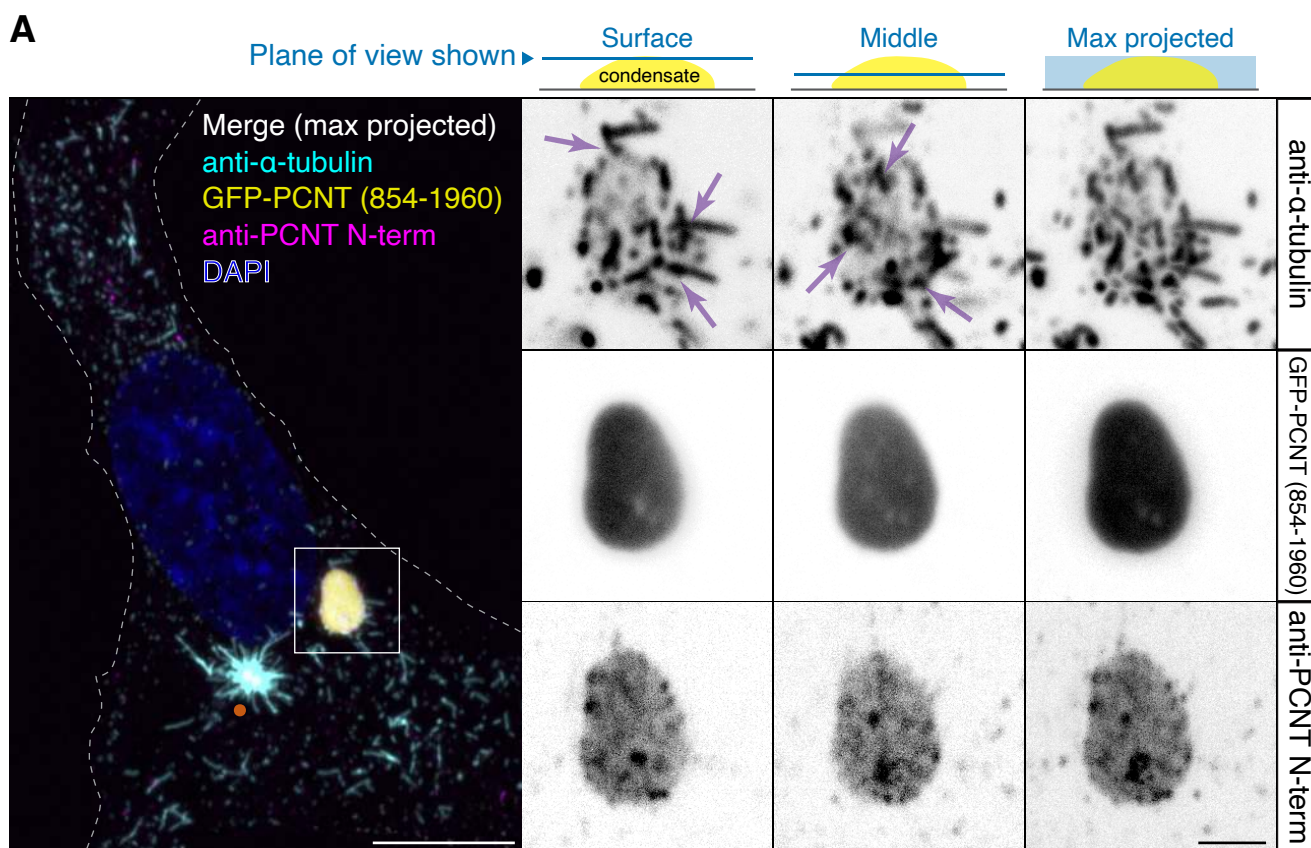 A
Plane of view shown
Surface
Middle
Max projected
condensate
Merge (max projected)
anti-α-tubulin
GFP-PCNT (854-1960)
anti-PCNT N-term
DAPI
anti-α-tubulin
GFP-PCNT (854-1960)
anti-PCNT N-term